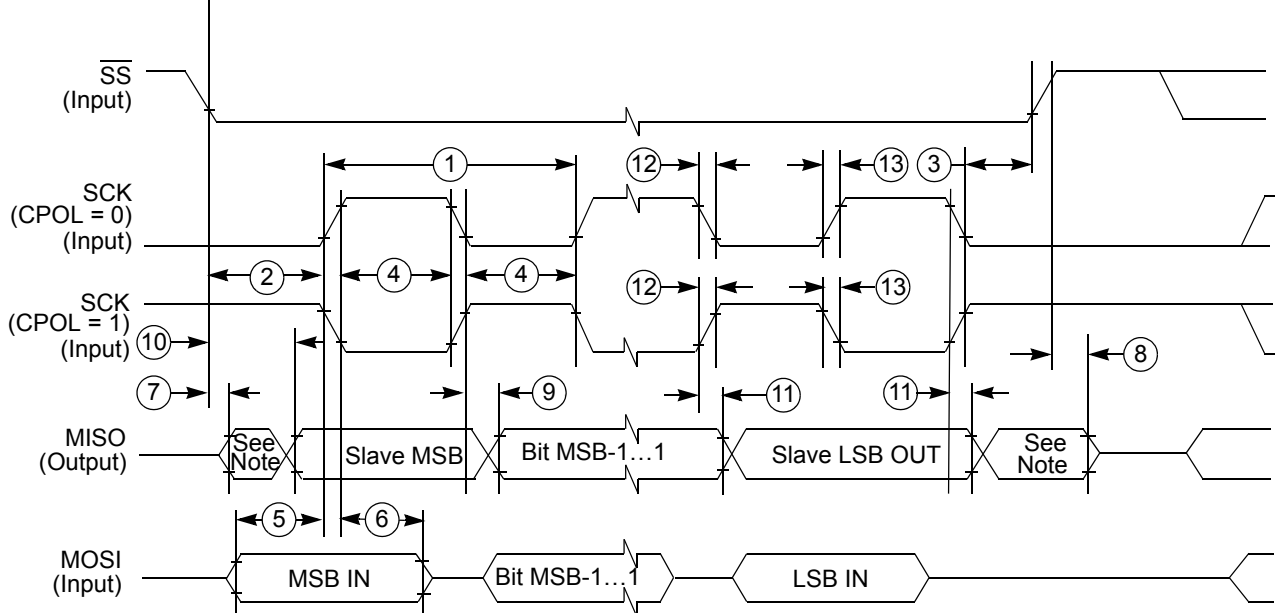 SS
(Input)
1
12
13
3
SCK
(CPOL = 0)
(Input)
2
4
4
SCK
(CPOL = 1)
(Input)
12
13
10
8
7
9
11
11
MISO
(Output)
See
Note
Slave MSB
Bit MSB-1…1
Slave LSB OUT
See
Note
5
6
MOSI
(Input)
MSB IN
Bit MSB-1…1
LSB IN